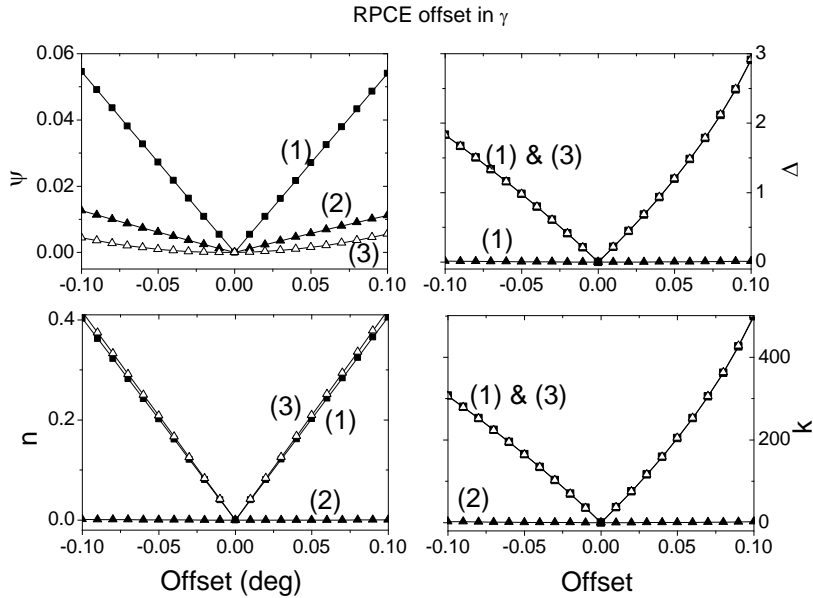 RPCE offset in γ
0.06
0.04
0.02
0.00
ψ
(1)
(2)
(3)
-0.10 -0.05 0.00 0.05 0.10
3
2
1
0
Δ
(1) & (3)
(1)
-0.10 -0.05 0.00 0.05 0.10
0.4
0.2
0.0
n
(3) (1)
(2)
-0.10 -0.05 0.00 0.05 0.10
Offset (deg)
400
200
0
k
(1) & (3)
(2)
-0.10 -0.05 0.00 0.05 0.10
Offset